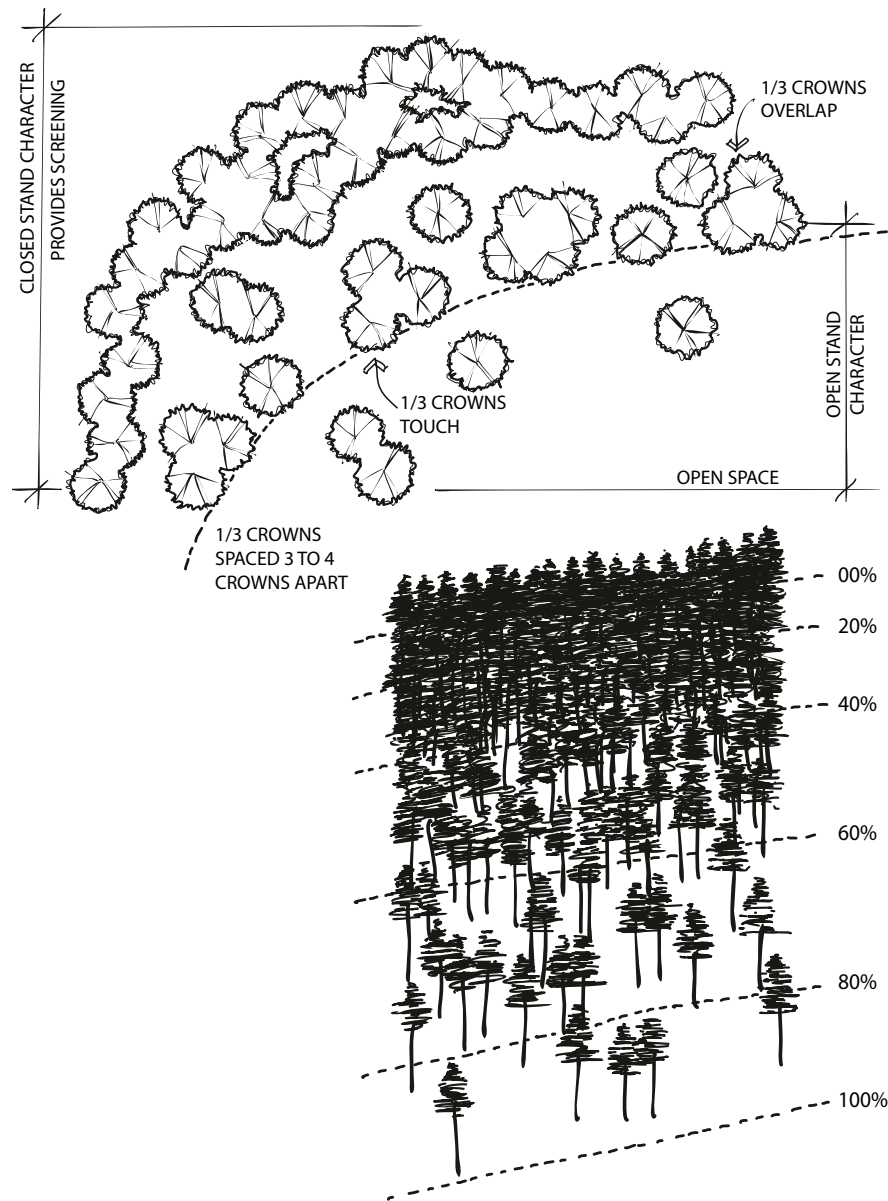 CLOSED STAND CHARACTER
PROVIDES SCREENING
1/3 CROWNS
OVERLAP
OPEN STAND
CHARACTER
1/3 CROWNS
TOUCH
OPEN SPACE
1/3 CROWNS
SPACED 3 TO 4
CROWNS APART
00%
20%
40%
60%
80%
100%